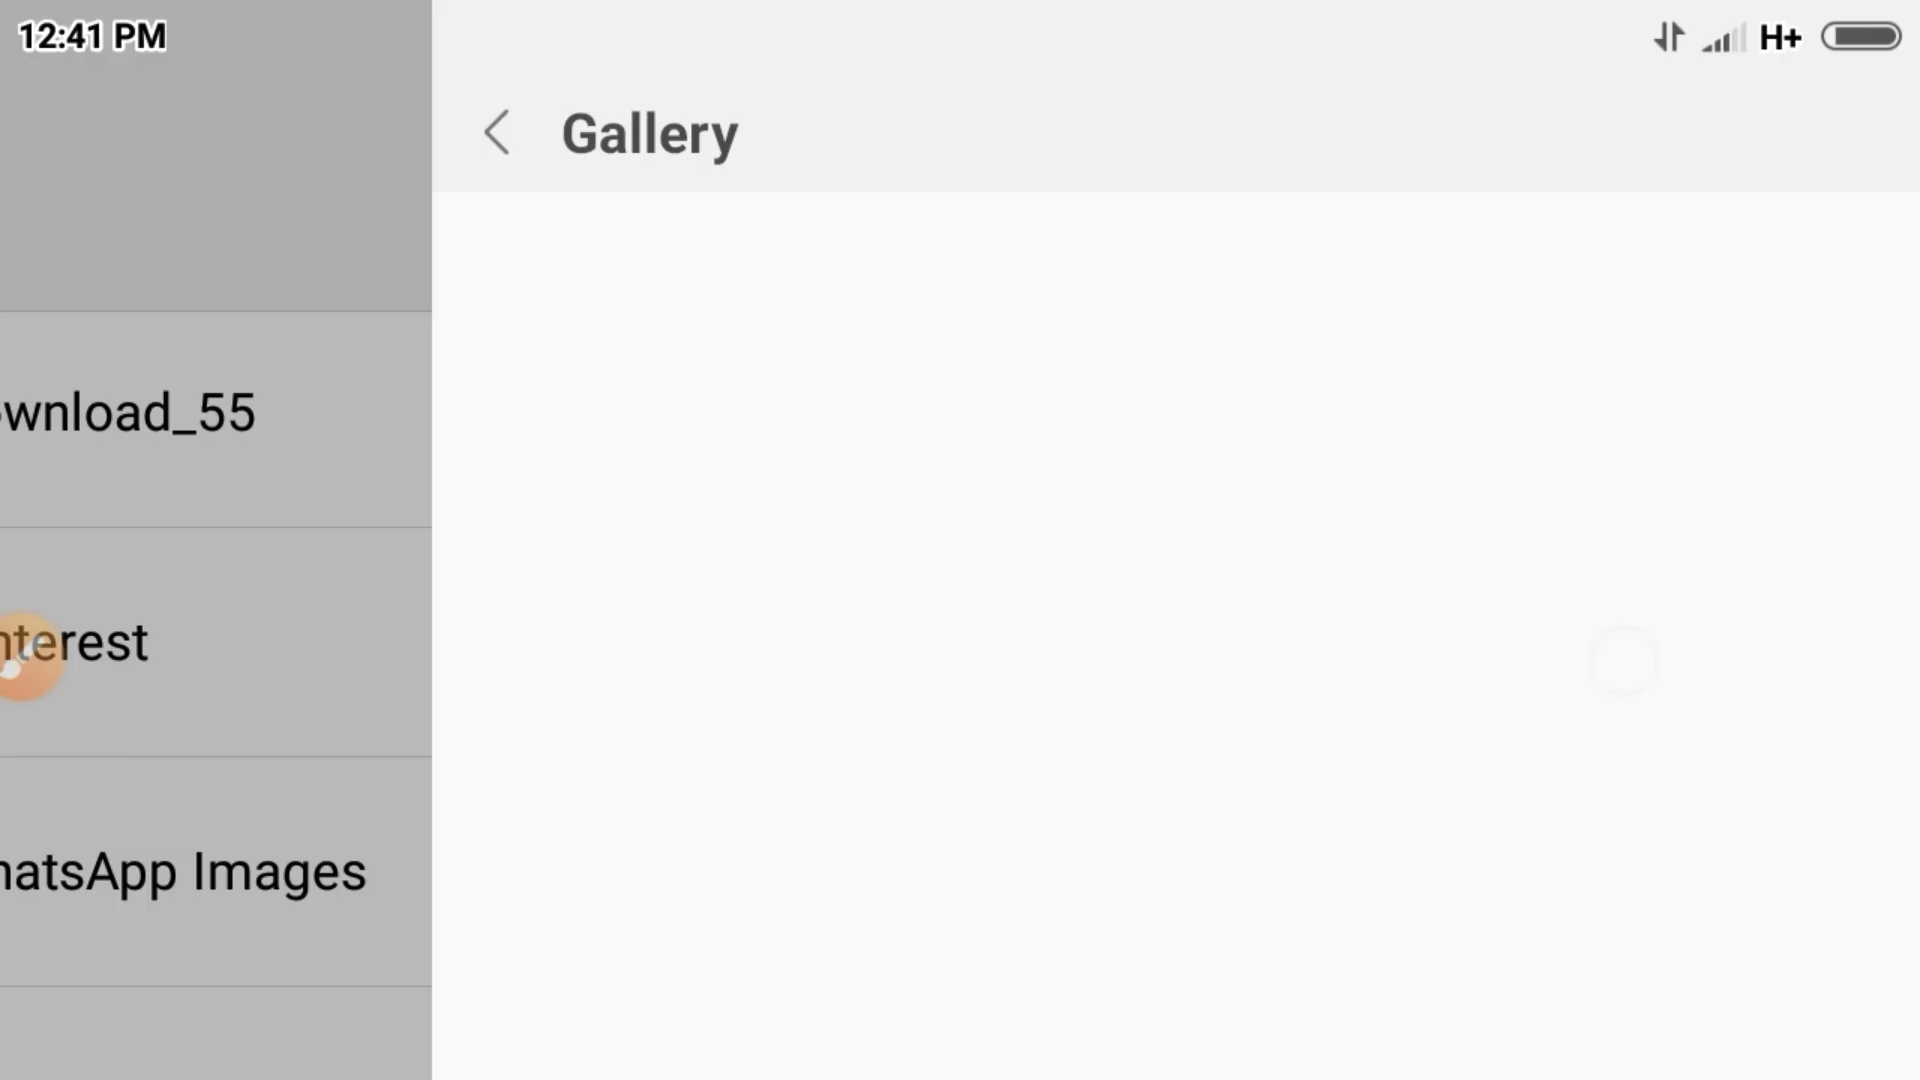 12:41 PM
H+
Gallery
wnload_55
nterest
hatsApp Images